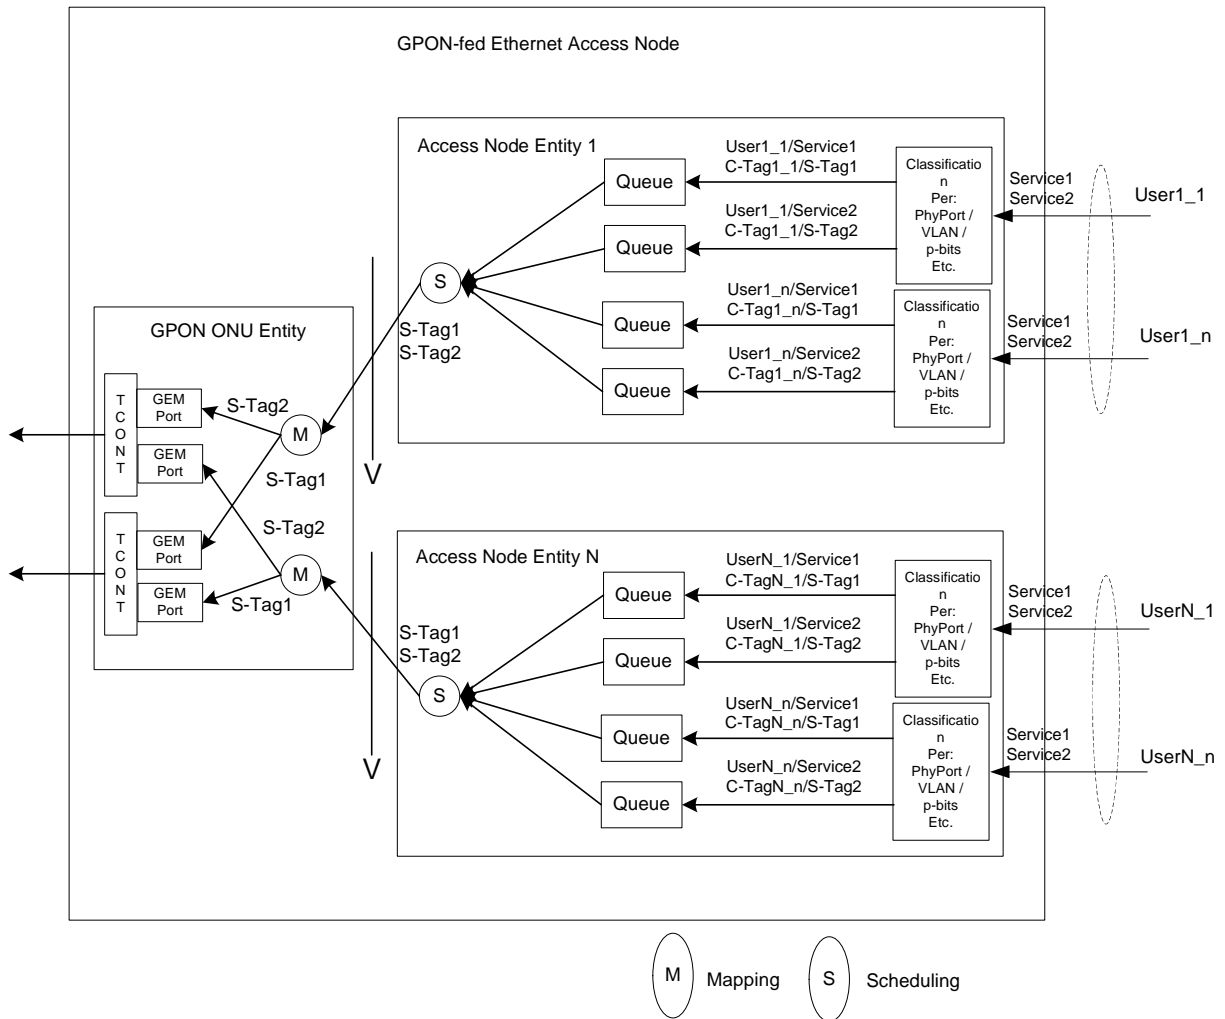 GPON-fed Ethernet Access Node
Access Node Entity 1
User1_1/Service1
C-Tag1_1/S-Tag1
Queue
User1_1/Service2
C-Tag1_1/S-Tag2
Queue
User1_n/Service1
C-Tag1_n/S-Tag1
Queue
User1_n/Service2
C-Tag1_n/S-Tag2
Queue
Classificatio
n
Per:
PhyPort /
VLAN /
p-bits
Etc.
Classificatio
n
Per:
PhyPort /
VLAN /
p-bits
Etc.
Service1
Service2
User1_1
Service1
Service2
User1_n
S
S-Tag1
S-Tag2
V
GPON ONU Entity
T
C
O
N
T
GEM
Port
GEM
Port
S-Tag2
M
S-Tag1
T
C
O
N
T
GEM
Port
GEM
Port
S-Tag2
M
S-Tag1
Access Node Entity N
UserN_1/Service1
C-TagN_1/S-Tag1
Queue
UserN_1/Service2
C-TagN_1/S-Tag2
Queue
UserN_n/Service1
C-TagN_n/S-Tag1
Queue
UserN_n/Service2
C-TagN_n/S-Tag2
Queue
Classificatio
n
Per:
PhyPort /
VLAN /
p-bits
Etc.
Classificatio
n
Per:
PhyPort /
VLAN /
p-bits
Etc.
Service1
Service2
UserN_1
Service1
Service2
UserN_n
S-Tag1
S-Tag2
S
V
M
Mapping
S
Scheduling